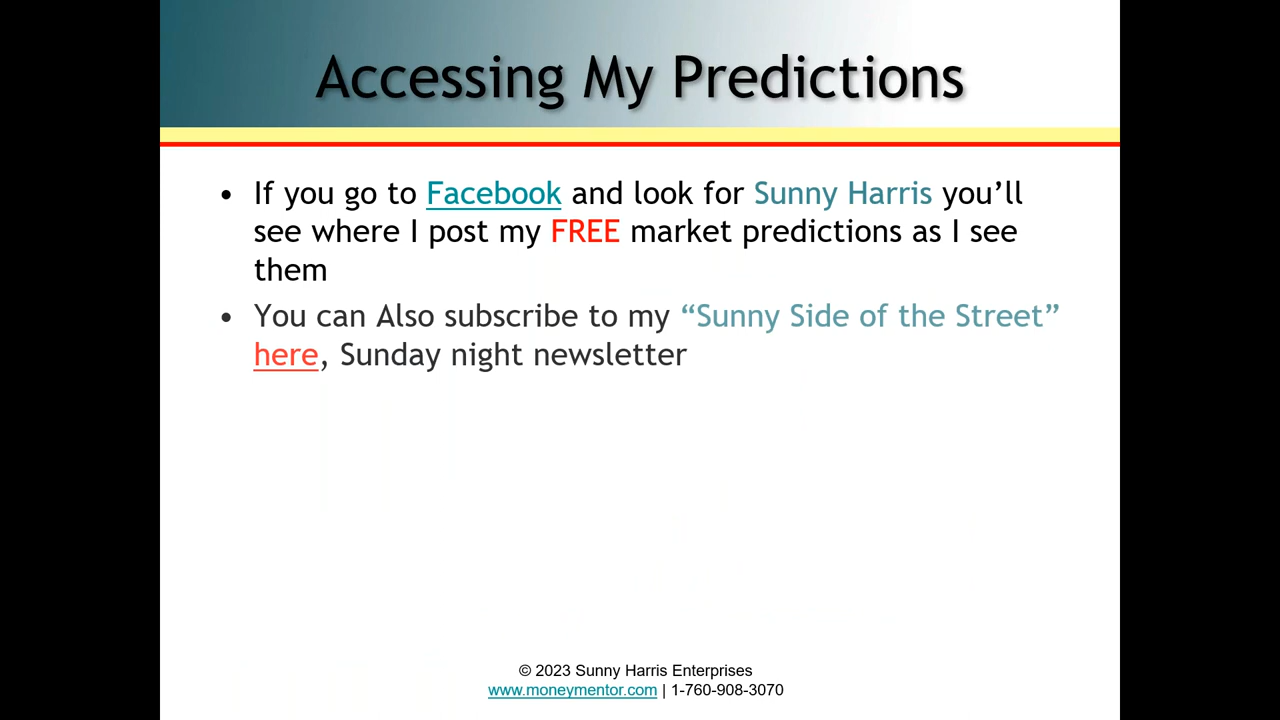 Accessing My Predictions
• If you go to Facebook and look for Sunny Harris you’ll
see where I post my FREE market predictions as I see
them
• You can Also subscribe to my “Sunny Side of the Street”
here, Sunday night newsletter
© 2023 Sunny Harris Enterprises
www.moneymentor.com | 1-760-908-3070